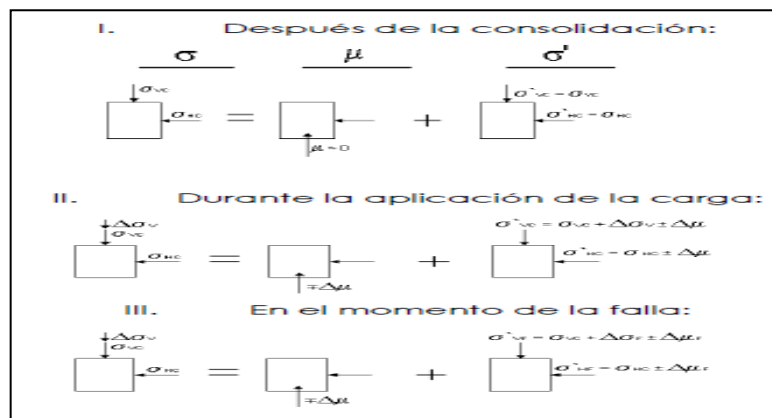 I. Después de la consolidación:
σ μ σ'
σvc σ`vc = σvc
σHC = + σ`HC = σHC
μ = 0
II. Durante la aplicación de la carga:
Δσv σ`vc = σvc + Δσv ± Δμ
σvc
σHC = + σ`HC = σHC ± Δμ
∓Δμ
III. En el momento de la falla:
Δσv σ`VF = σvc + ΔσF ± ΔμF
σvc
σHC = + σ`HF = σHC ± ΔμF
∓Δμ